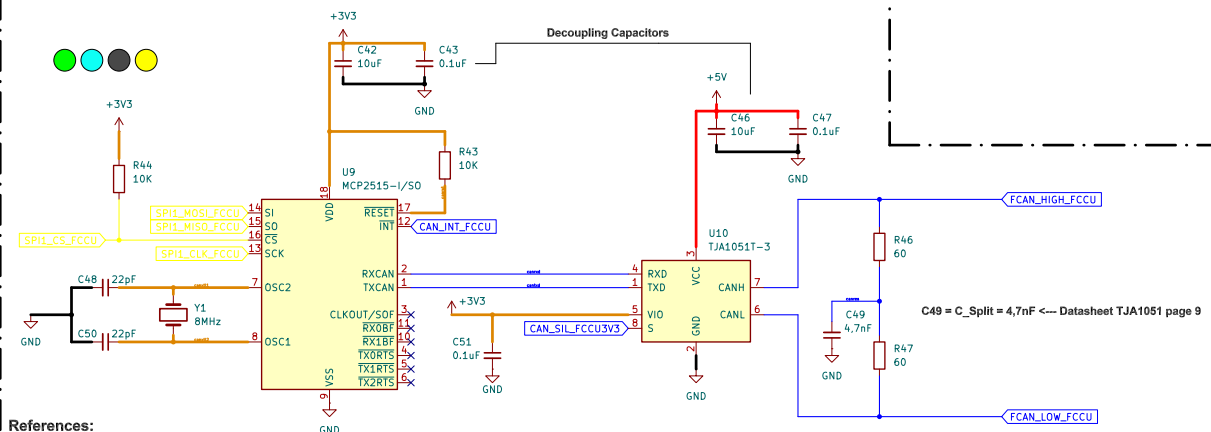 +3V3
Decoupling Capacitors
C42
10uF
C43
0.1uF
GND
+5V
C46
10uF
C47
0.1uF
GND
+3V3
R44
10K
R43
10K
U9
MCP2515-I/SO
18
VDD
SPI1_MOSI_FCCU
14
SI
SPI1_MISO_FCCU
15
SO
SPI1_CS_FCCU
16
CS
SPI1_CLK_FCCU
13
SCK
RESET
17
INT
12
CAN_INT_FCCU
FCAN_HIGH_FCCU
U10
TJA1051T-3
3
VCC
R46
60
C48
22pF
7
OSC2
Y1
8MHz
GND
C50
22pF
8
OSC1
RXCAN
2
canrxd
4
RXD
TXCAN
1
cantxd
1
TXD
CANH
7
CANL
6
CLKOUT/SOF
3
RX0BF
11
RX1BF
10
TX0RTS
4
TX1RTS
5
TX2RTS
6
+3V3
5
VIO
CAN_SIL_FCCU3V3
8
S
GND
2
GND
C51
0.1uF
GND
C49
4,7nF
GND
C49 = C_Split = 4,7nF <--- Datasheet TJA1051 page 9
R47
60
VSS
9
GND
FCAN_LOW_FCCU
References: